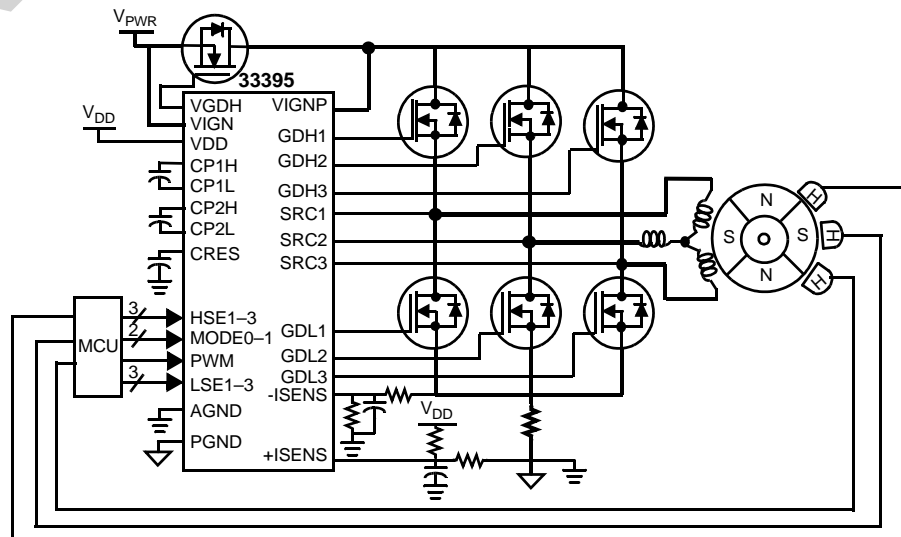 VPWR
33395
VDD
VGDH
VIGN
VDD
CP1H
CP1L
CP2H
CP2L
CRES
HSE1–3
MODE0–1
PWM
LSE1–3
AGND
PGND
VIGNP
GDH1
GDH2
GDH3
SRC1
SRC2
SRC3
GDL1
GDL2
GDL3
-ISENS
+ISENS
MCU
3
2
3
VDD
N
S
S
N
H
H
H